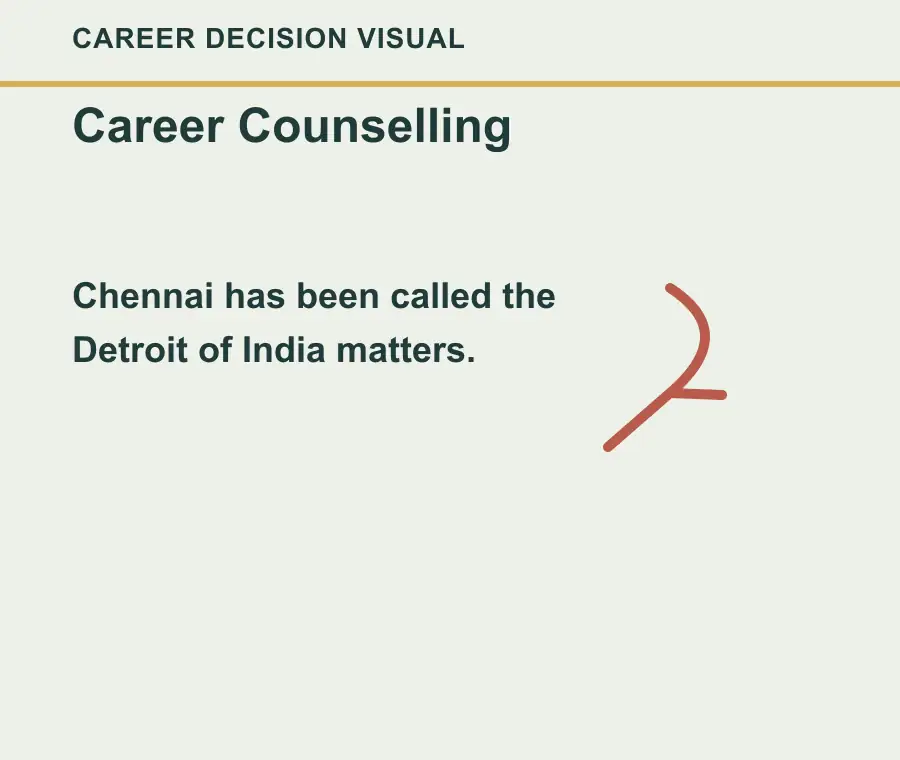 CAREER DECISION VISUAL
Career Counselling
Chennai has been called the
Detroit of India matters.